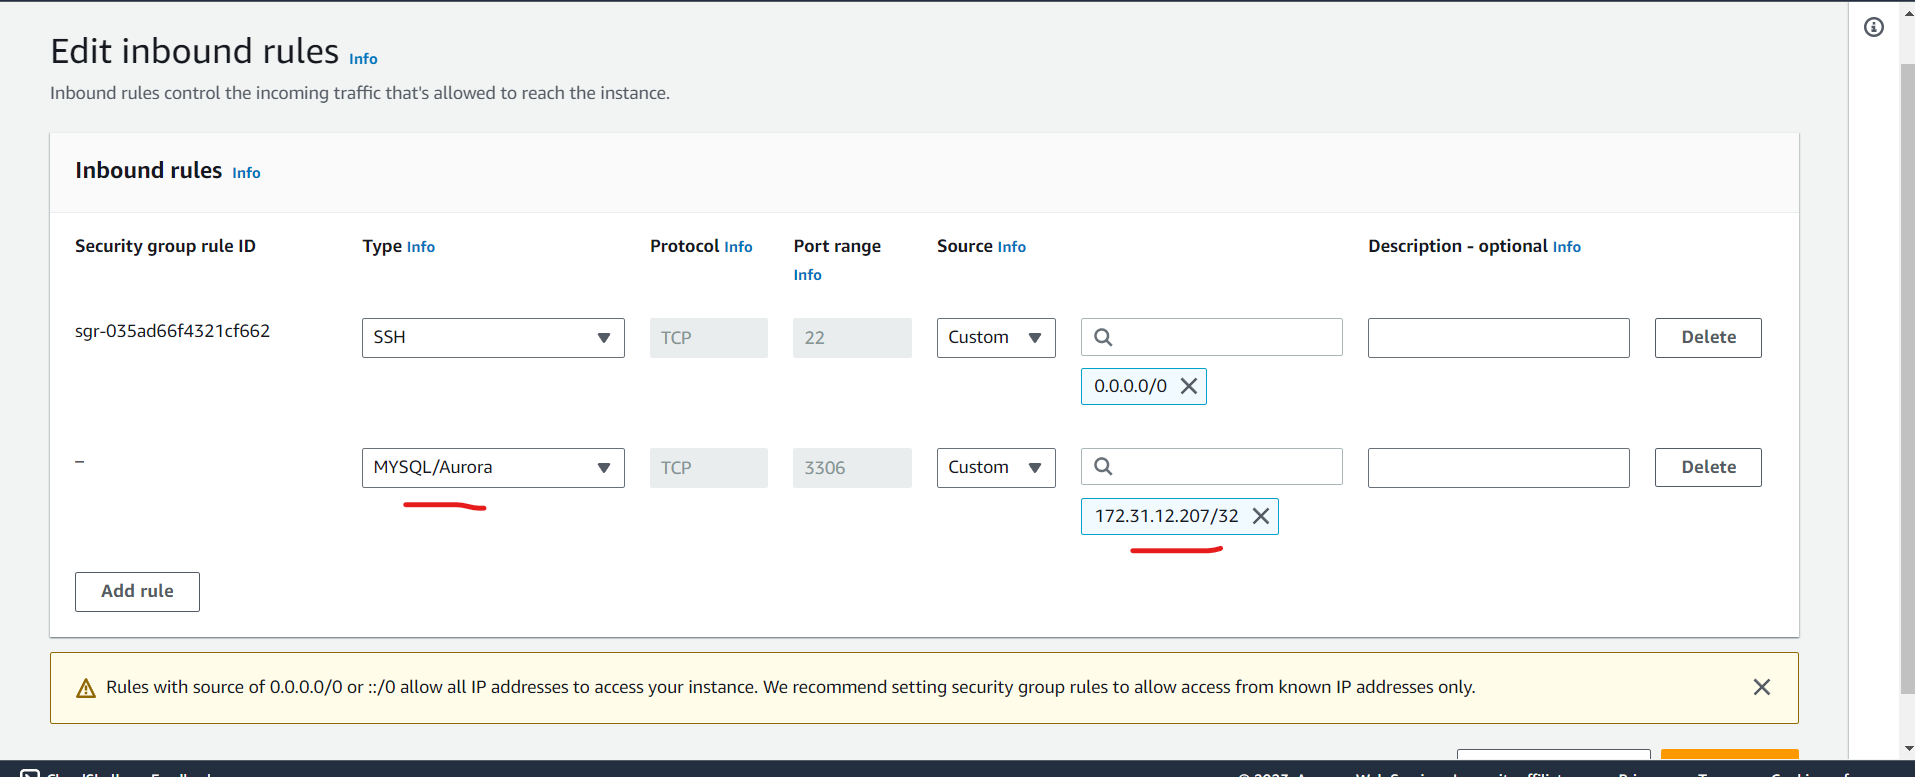 Edit inbound rules Info
Inbound rules control the incoming traffic that's allowed to reach the instance.
Inbound rules Info
Security group rule ID Type Info Protocol Info Port range Info Source Info Description - optional Info
sgr-035ad66f4321cf662 SSH TCP 22 Custom Delete
0.0.0.0/0
– MYSQL/Aurora TCP 3306 Custom Delete
172.31.12.207/32
Add rule
Rules with source of 0.0.0.0/0 or ::/0 allow all IP addresses to access your instance. We recommend setting security group rules to allow access from known IP addresses only.